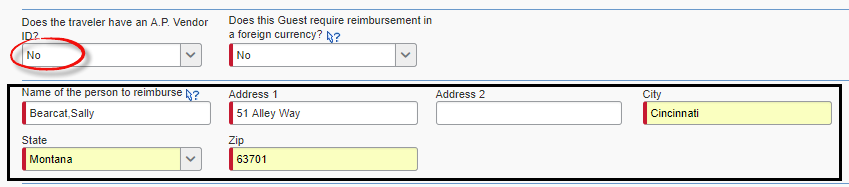 Does the traveler have an A.P. Vendor
ID?
No
Does this Guest require reimbursement in
a foreign currency? ?
No
Name of the person to reimburse ?
Bearcat,Sally
Address 1
51 Alley Way
Address 2
City
Cincinnati
State
Montana
Zip
63701